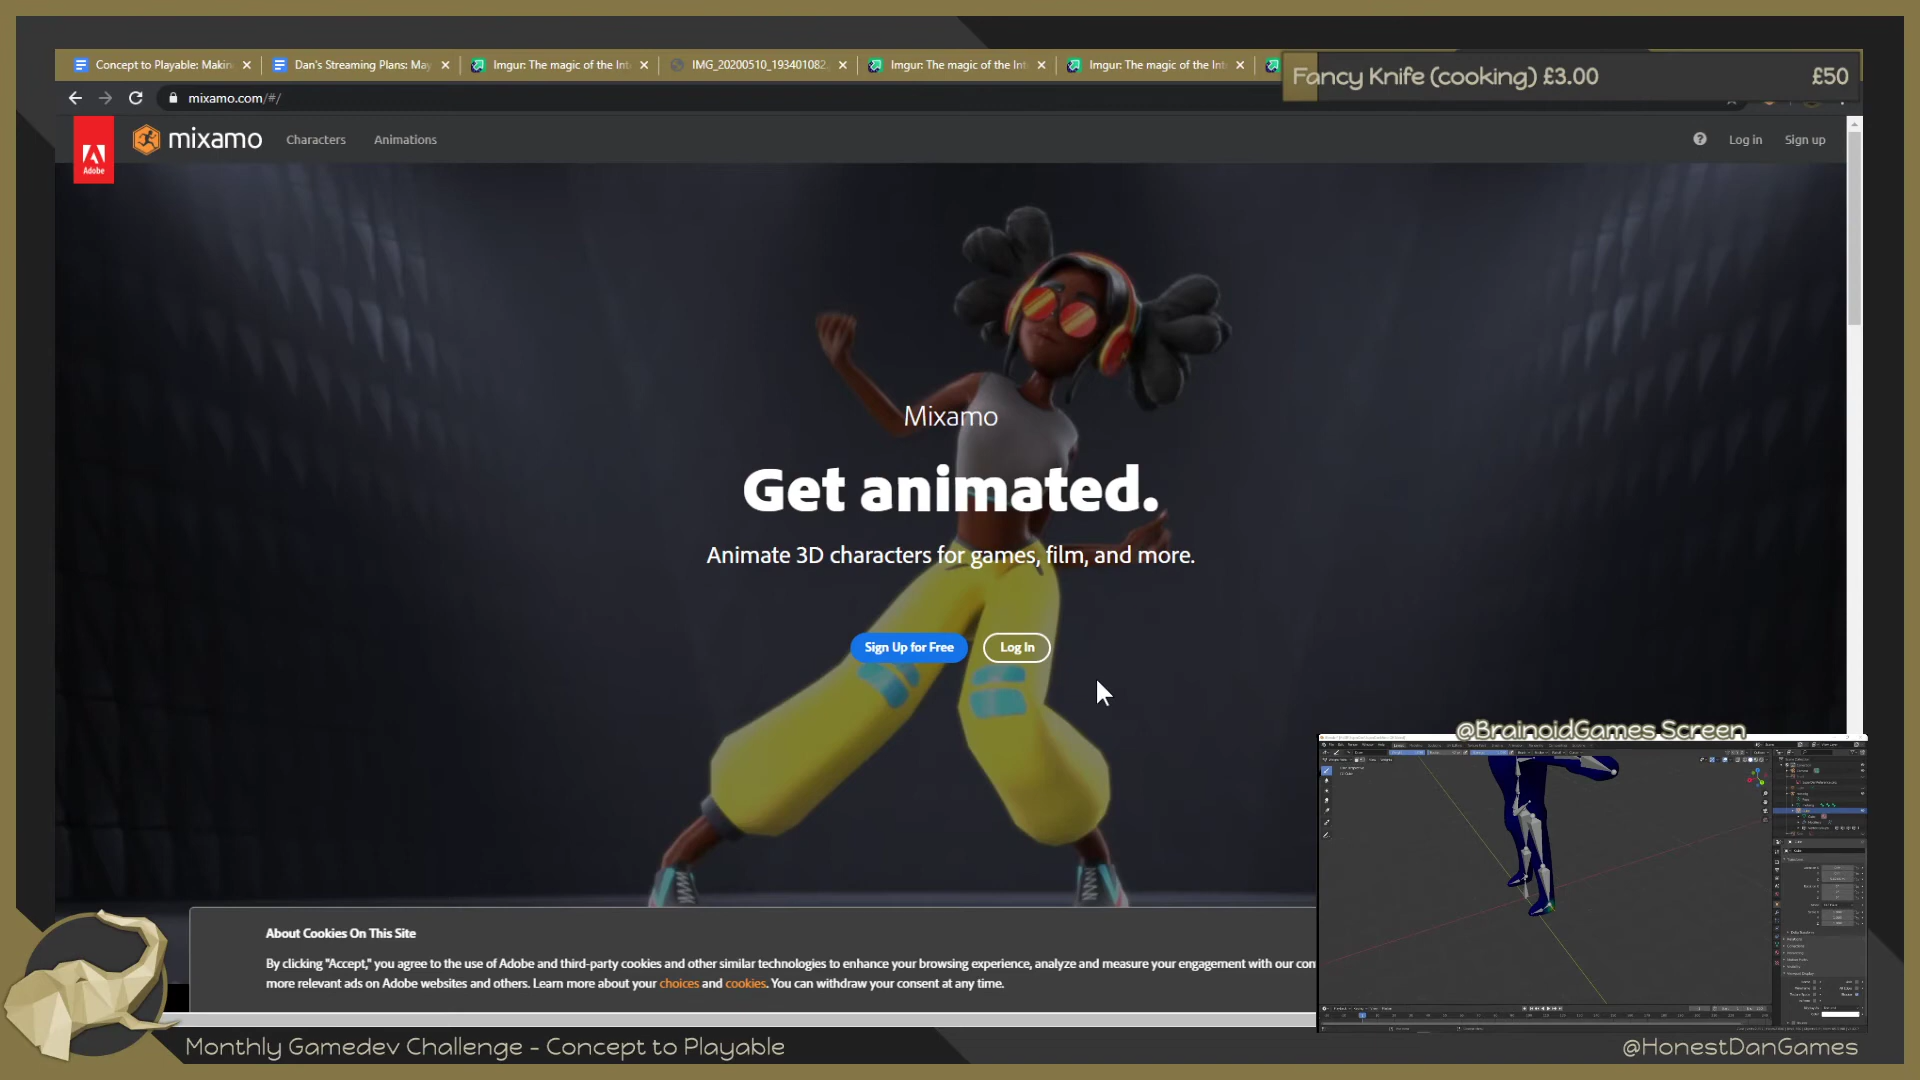 Concept to Playable: Makin
Dan's Streaming Plans: May
Imgur: The magic of the Int
IMG_20200510_193401082
Imgur: The magic of the Int
Imgur: The magic of the Int
Fancy Knife (cooking) £3.00
£50
mixamo.com/#/
Adobe
mixamo
Characters
Animations
Log in
Sign up
Mixamo
Get animated.
Animate 3D characters for games, film, and more.
Sign Up for Free
Log In
@BrainoidGames Screen
About Cookies On This Site
By clicking "Accept," you agree to the use of Adobe and third-party cookies and other similar technologies to enhance your browsing experience, analyze and measure your engagement with our con
more relevant ads on Adobe websites and others. Learn more about your choices and cookies. You can withdraw your consent at any time.
Monthly Gamedev Challenge - Concept to Playable
@HonestDanGames